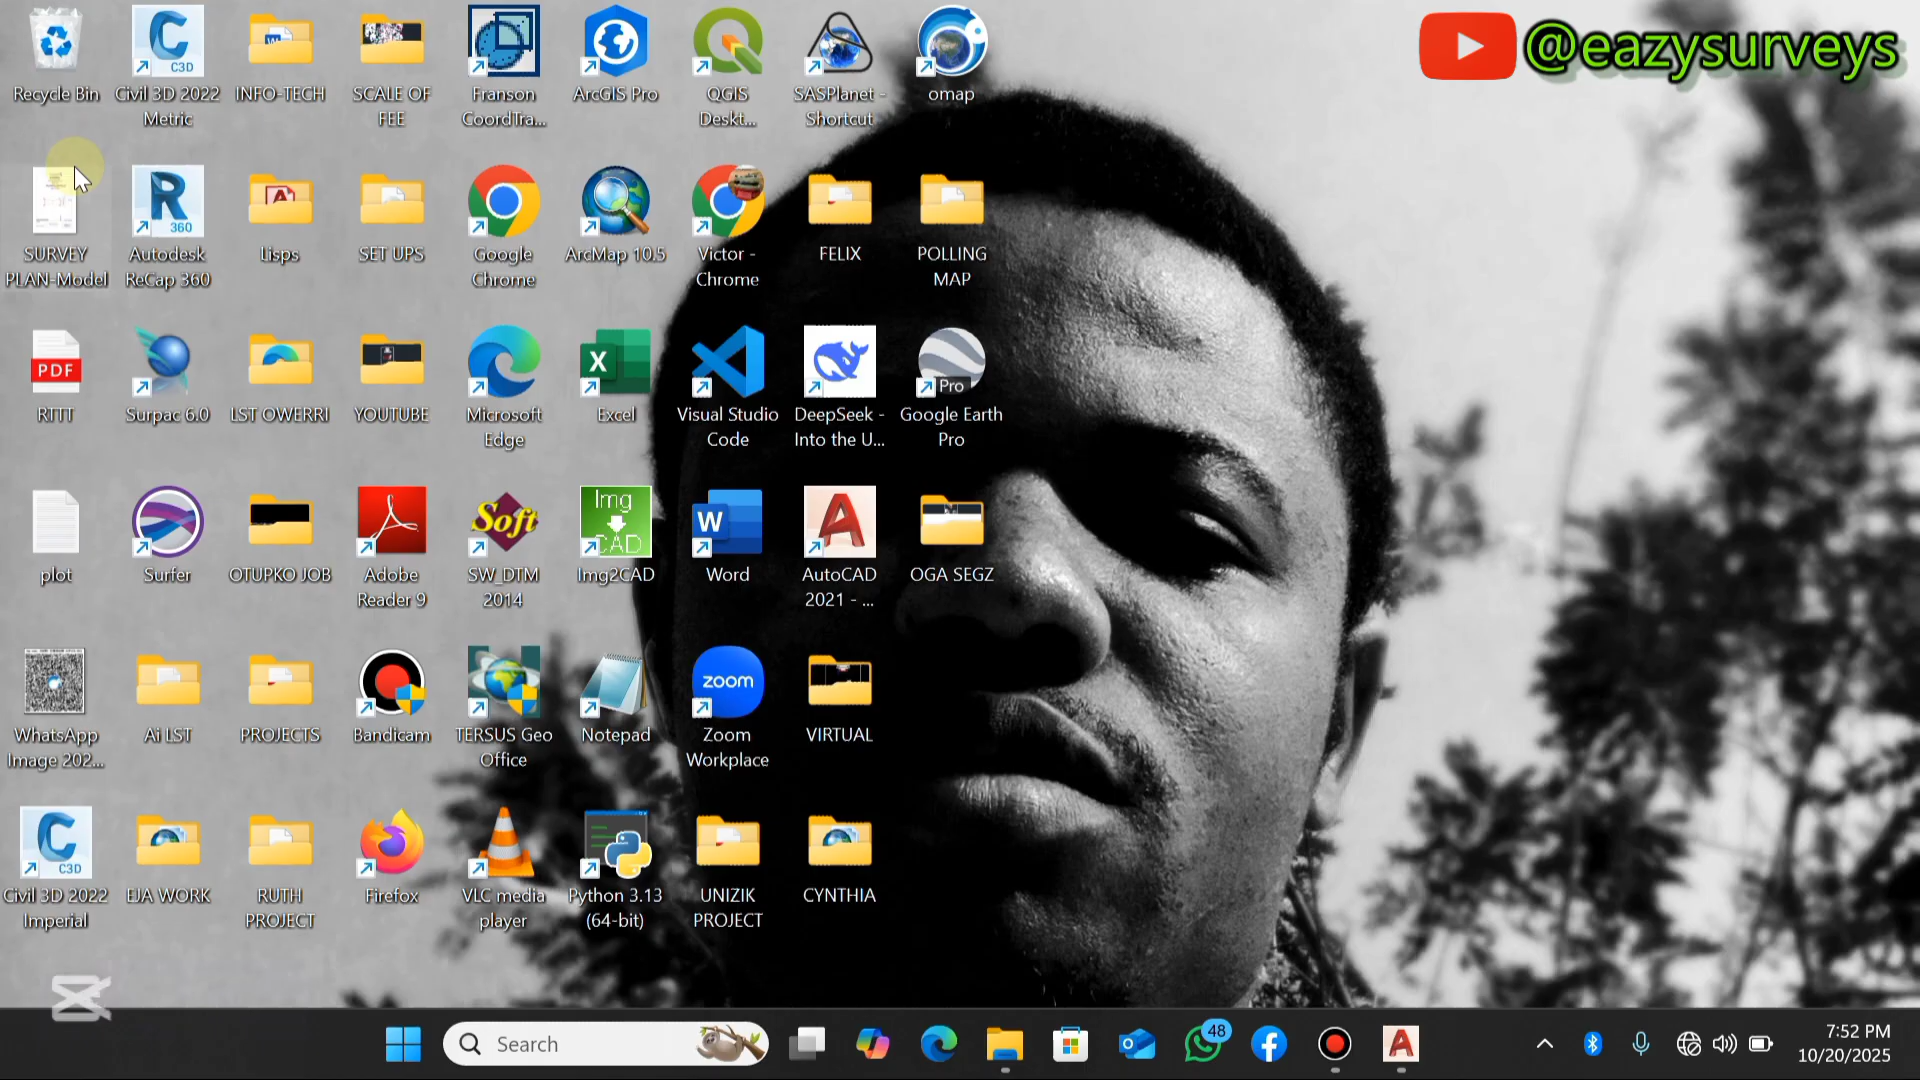 @eazysurveys
Recycle Bin
Civil 3D 2022
Metric
INFO-TECH
SCALE OF
FEE
Franson
CoordTra...
ArcGIS Pro
QGIS
Deskt...
SASPlanet -
Shortcut
omap
SURVEY
PLAN-Model
Autodesk
ReCap 360
Lisps
SET UPS
Google
Chrome
ArcMap 10.5
Victor -
Chrome
FELIX
POLLING
MAP
RTTT
Surpac 6.0
LST OWERRI
YOUTUBE
Microsoft
Edge
Excel
Visual Studio
Code
DeepSeek -
Into the U...
Google Earth
Pro
plot
Surfer
OTUPKO JOB
Adobe
Reader 9
SW_DTM
2014
Img2CAD
Word
AutoCAD
2021 - ...
OGA SEGZ
WhatsApp
Image 202...
Ai LST
PROJECTS
Bandicam
TERSUS Geo
Office
Notepad
Zoom
Workplace
VIRTUAL
Civil 3D 2022
Imperial
EJA WORK
RUTH
PROJECT
Firefox
VLC media
player
Python 3.13
(64-bit)
UNIZIK
PROJECT
CYNTHIA
C3D
360
PDF
Soft
Img
CAD
zoom
Pro
C3D
Search
48
7:52 PM
10/20/2025